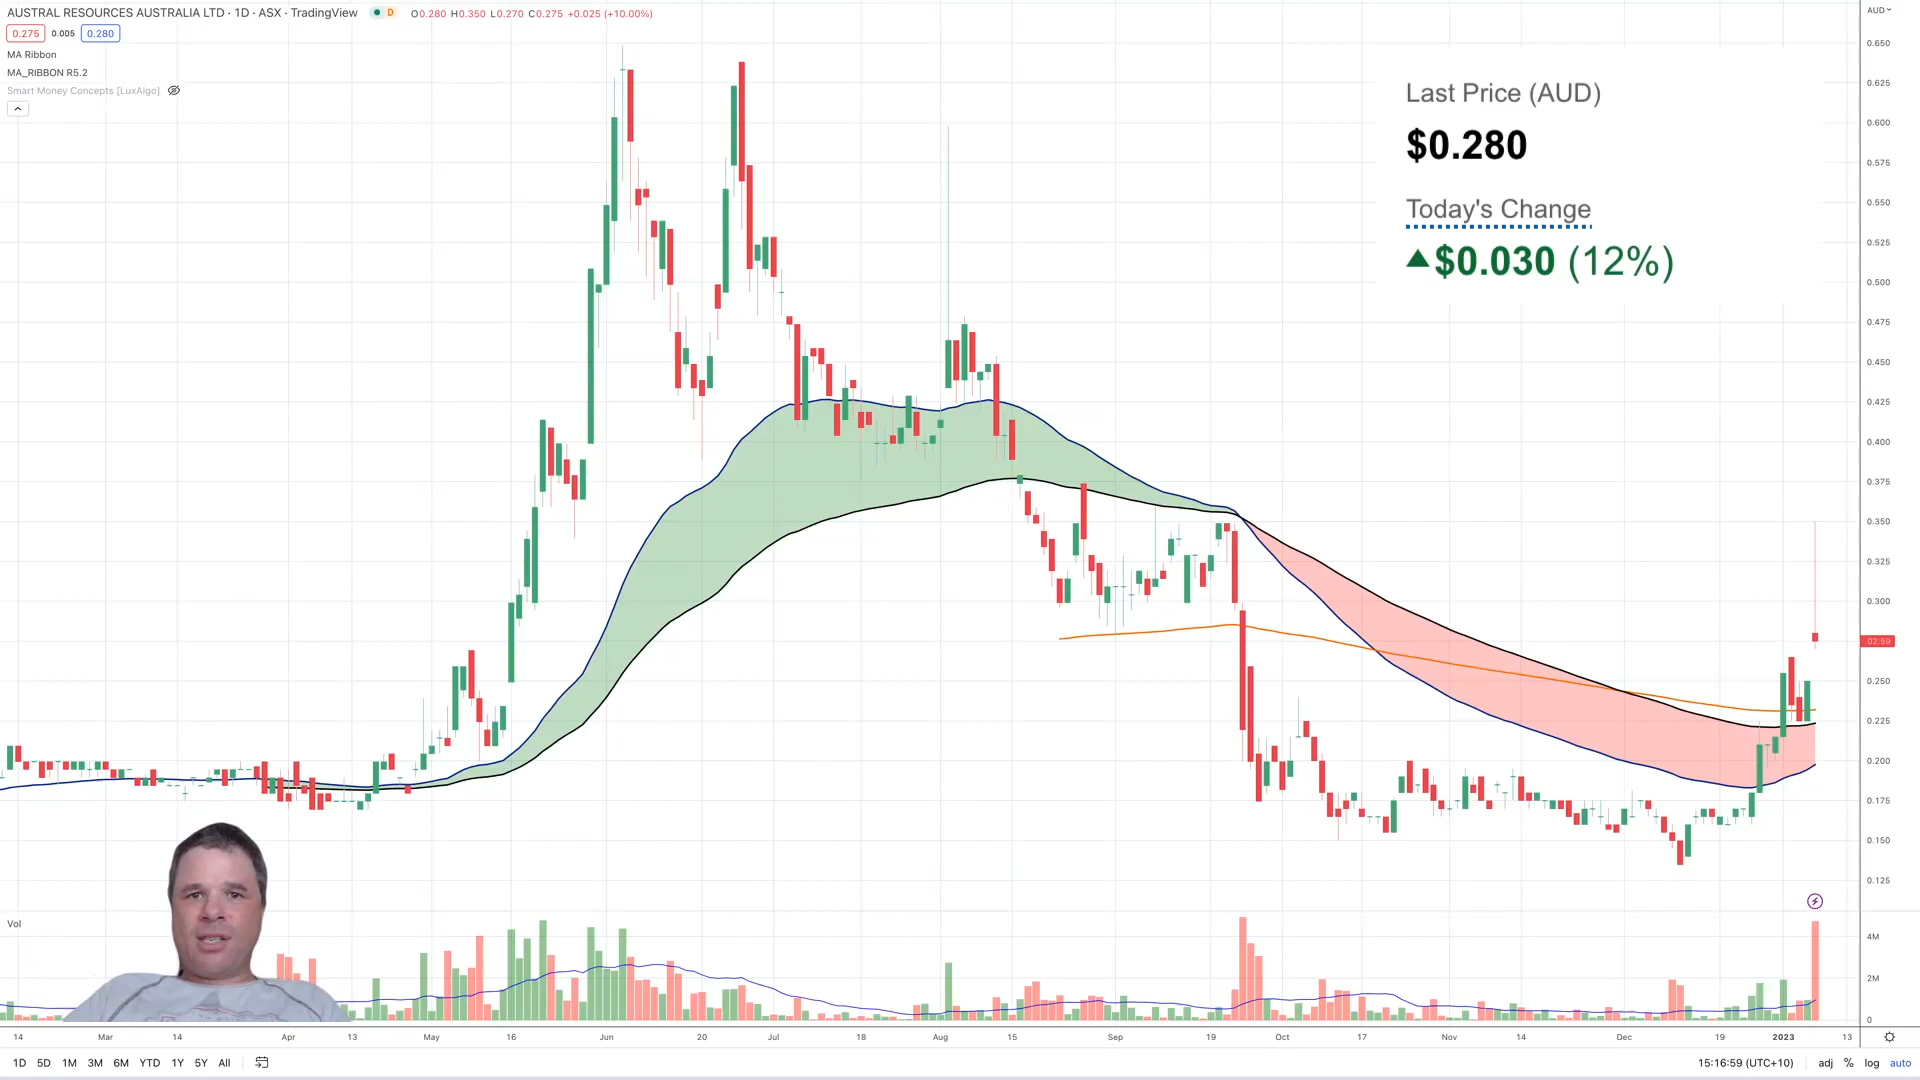 AUSTRAL RESOURCES AUSTRALIA LTD · 1D · ASX · TradingView D O0.280 H0.350 L0.270 C0.275 +0.025 (+10.00%)
0.275 0.005 0.280
MA Ribbon
MA_RIBBON R5.2
Smart Money Concepts [LuxAlgo]
AUD
0.650
0.625
0.600
0.575
0.550
0.525
0.500
0.475
0.450
0.425
0.400
0.375
0.350
0.325
0.300
02:59
0.250
0.225
0.200
0.175
0.150
0.125
Last Price (AUD)
$0.280
Today's Change
▲$0.030 (12%)
Vol
4M
2M
0
14 Mar 14 Apr 13 May 16 Jun 20 Jul 18 Aug 15 Sep 19 Oct 17 Nov 14 Dec 19 2023 13
1D 5D 1M 3M 6M YTD 1Y 5Y All 15:16:59 (UTC+10) adj % log auto